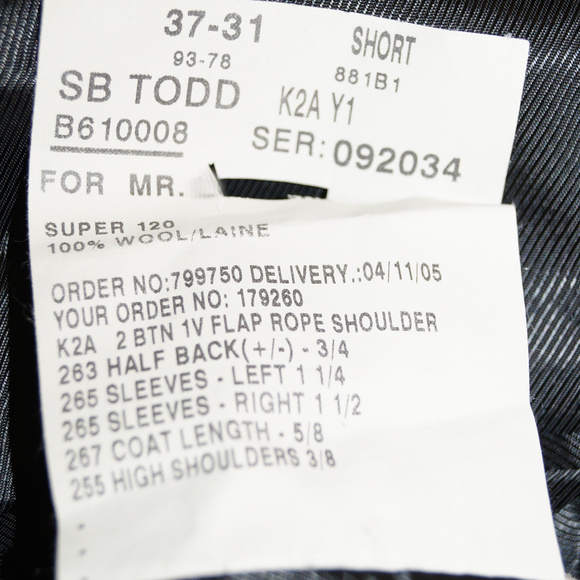 37-31 SHORT
93-78 881B1
SB TODD K2A Y1
B610008 SER: 092034
FOR MR.
SUPER 120
100% WOOL/LAINE
ORDER NO:799750 DELIVERY.:04/11/05
YOUR ORDER NO: 179260
K2A 2 BTN 1V FLAP ROPE SHOULDER
263 HALF BACK(+/-) - 3/4
265 SLEEVES - LEFT 1 1/4
265 SLEEVES - RIGHT 1 1/2
267 COAT LENGTH - 5/8
255 HIGH SHOULDERS 3/8